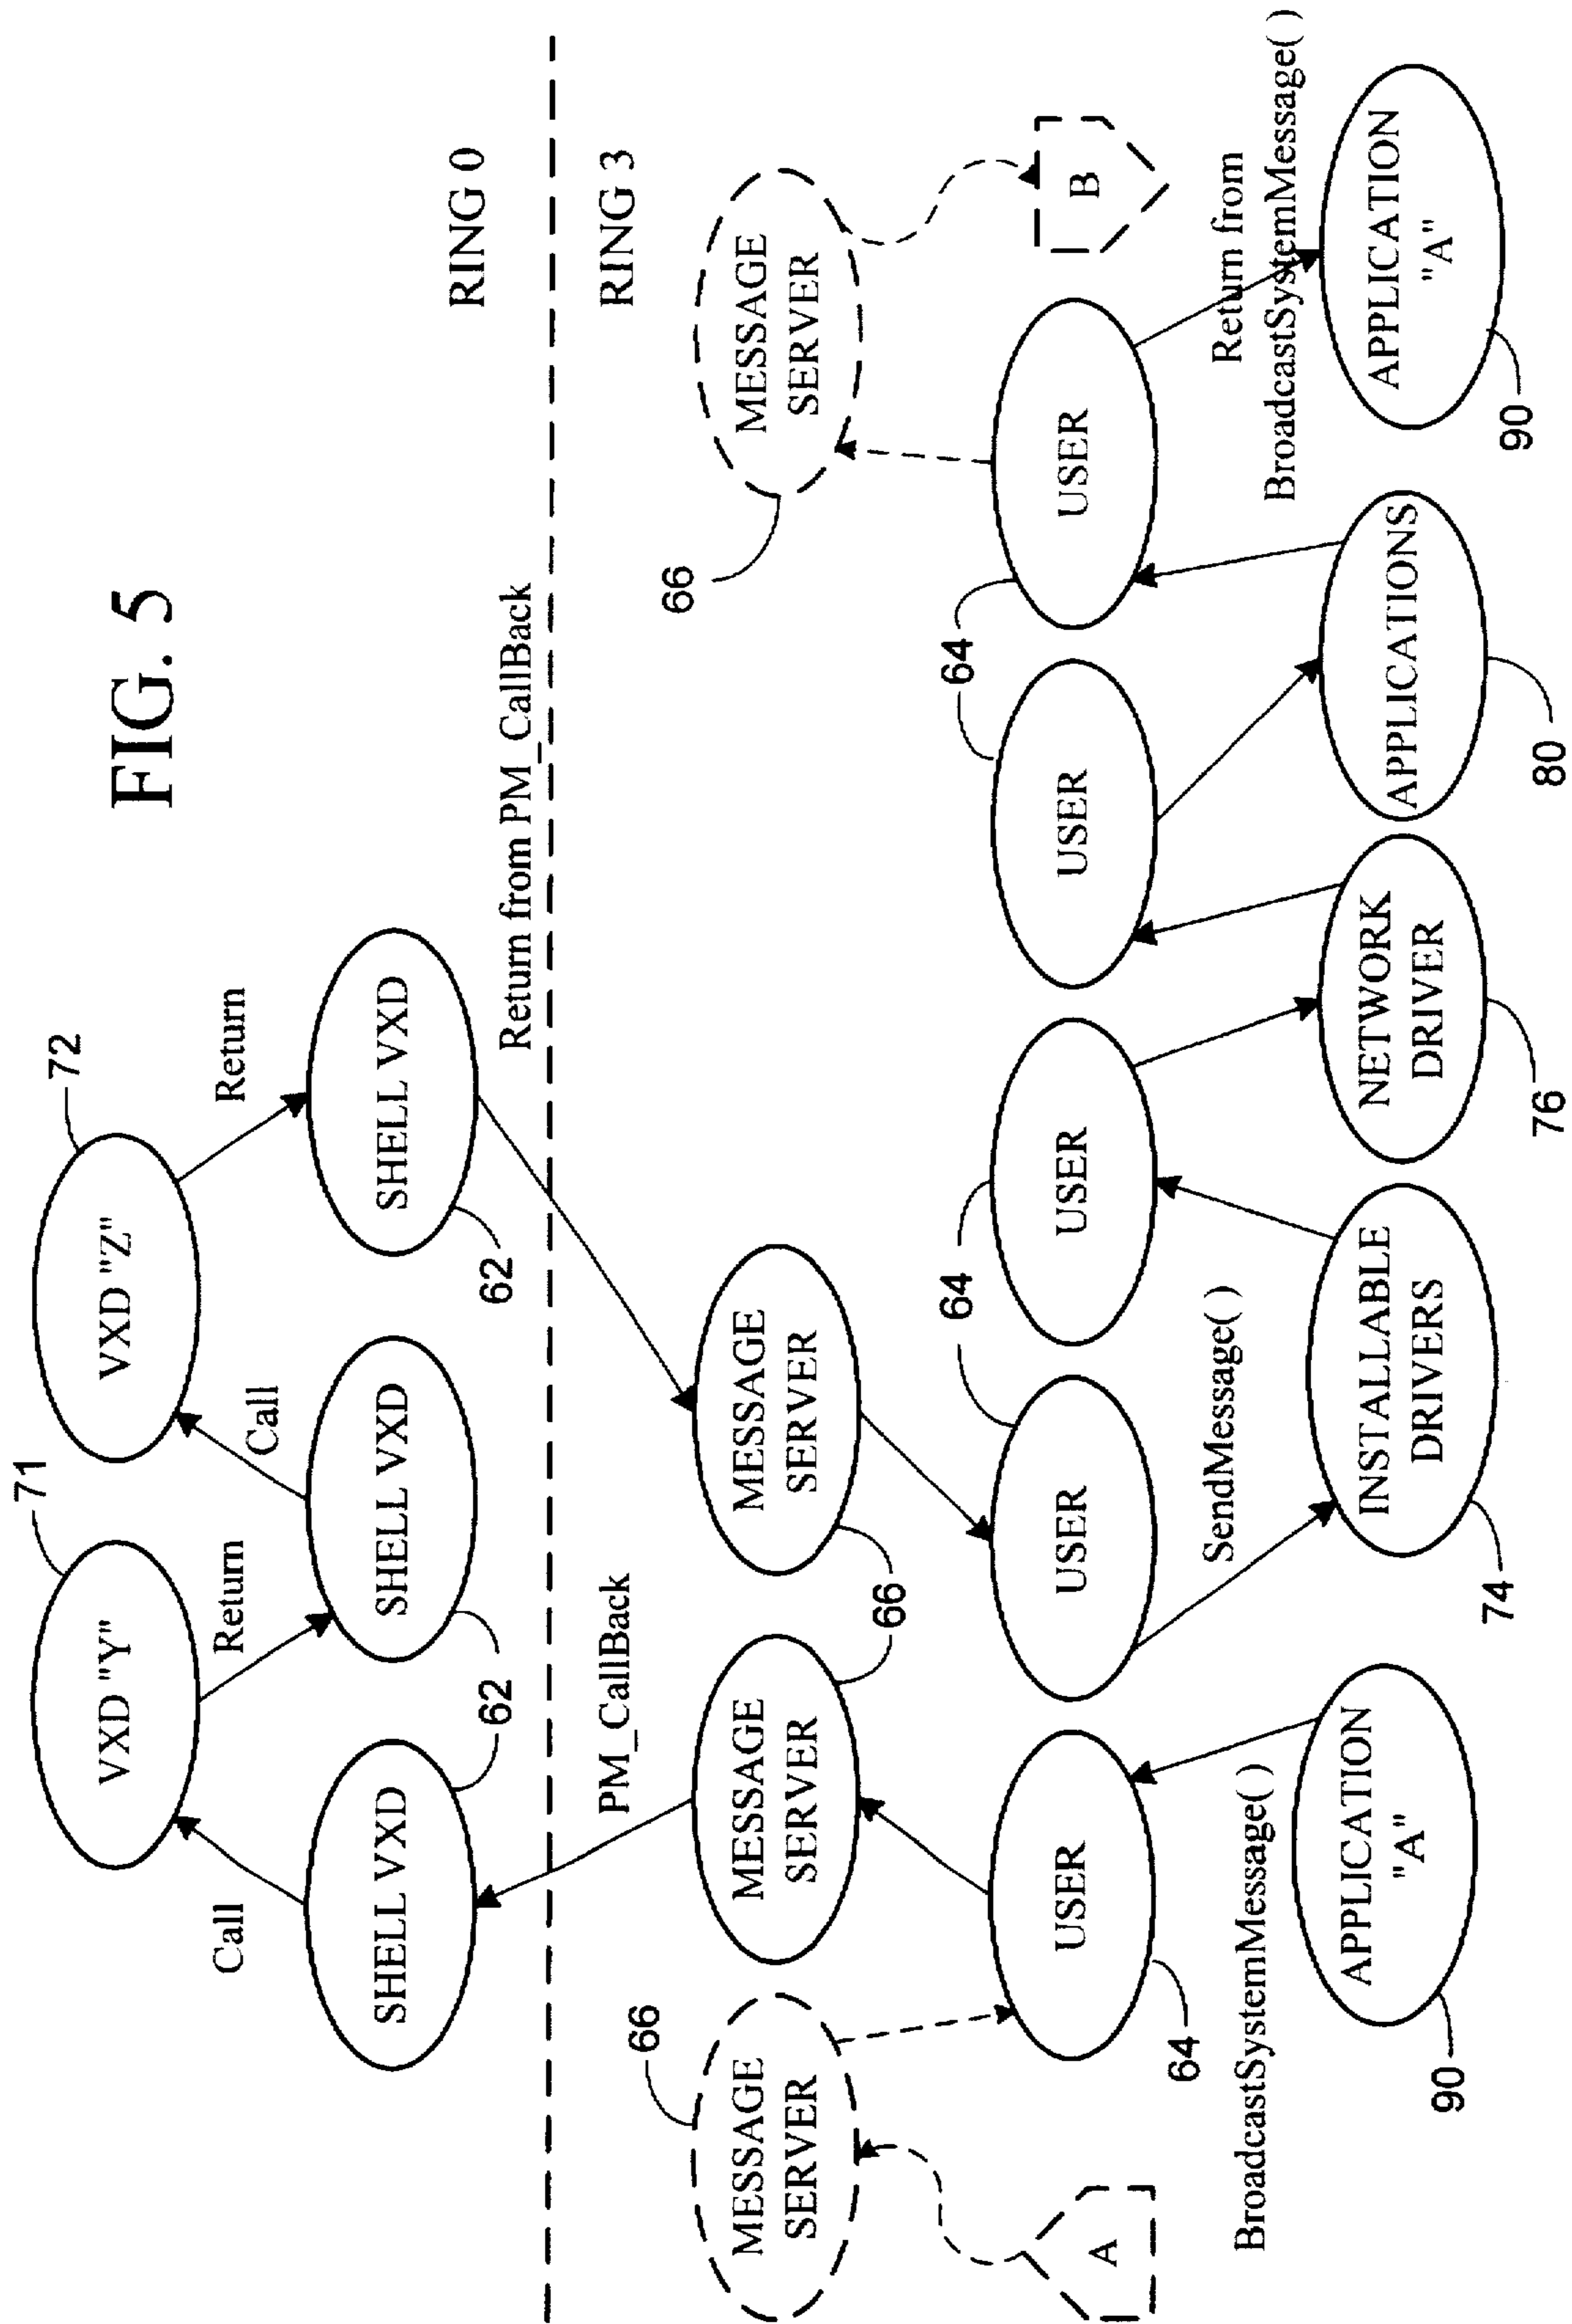 FIG. 5
71
72
VXD "Y"
VXD "Z"
Call
Return
Call
Return
SHELL VXD
SHELL VXD
SHELL VXD
62
62
RING 0
Return from PM_CallBack
PM_CallBack
RING 3
66
66
66
MESSAGE
SERVER
MESSAGE
SERVER
MESSAGE
SERVER
MESSAGE
SERVER
64
64
A
USER
USER
USER
USER
USER
B
64
BroadcastSystemMessage( )
SendMessage( )
Return from
BroadcastSystemMessage( )
APPLICATION
"A"
INSTALLABLE
DRIVERS
NETWORK
DRIVER
APPLICATIONS
APPLICATION
"A"
90
74
76
80
90